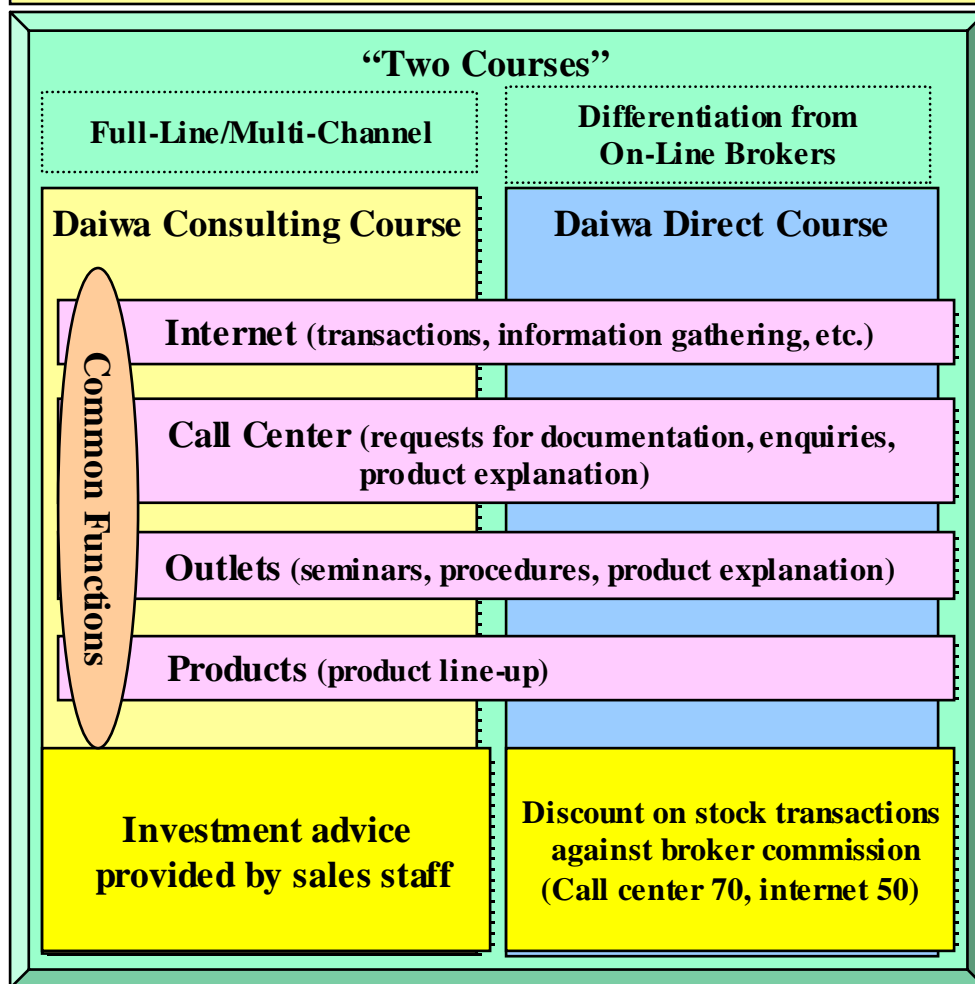 “Two Courses”
Full-Line/Multi-Channel
Differentiation from
On-Line Brokers
Daiwa Consulting Course
Daiwa Direct Course
Common Functions
Internet (transactions, information gathering, etc.)
Call Center (requests for documentation, enquiries,
product explanation)
Outlets (seminars, procedures, product explanation)
Products (product line-up)
Investment advice
provided by sales staff
Discount on stock transactions
against broker commission
(Call center 70, internet 50)